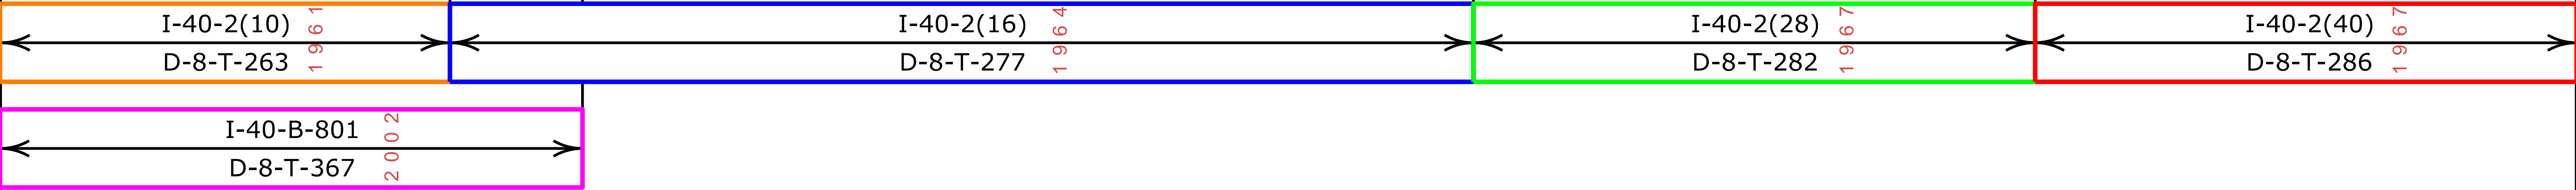 I-40-2(10)
1961
D-8-T-263
I-40-2(16)
1964
D-8-T-277
I-40-2(28)
1967
D-8-T-282
I-40-2(40)
1967
D-8-T-286
I-40-B-801
2002
D-8-T-367